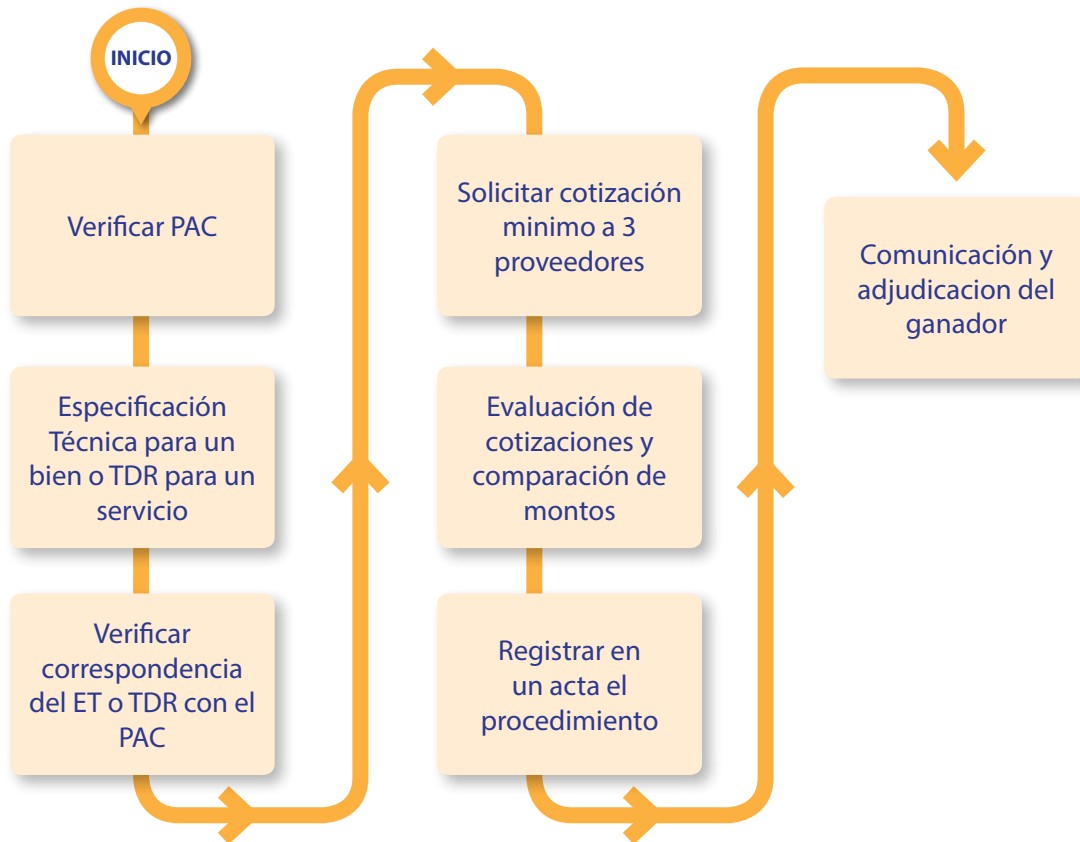 INICIO
Verificar PAC
Especificación
Técnica para un
bien o TDR para un
servicio
Verificar
correspondencia
del ET o TDR con el
PAC
Solicitar cotización
minimo a 3
proveedores
Evaluación de
cotizaciones y
comparación de
montos
Registrar en
un acta el
procedimiento
Comunicación y
adjudicacion del
ganador